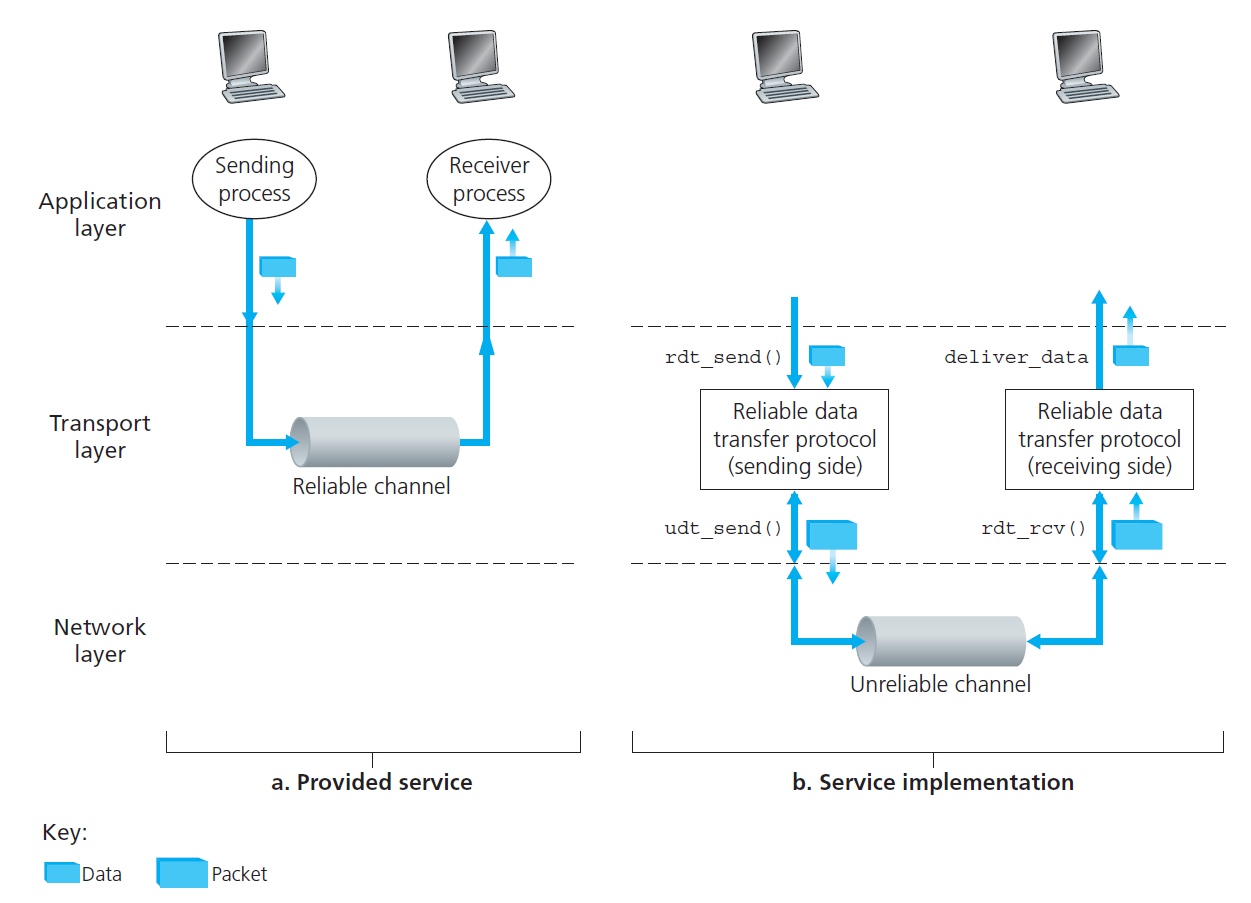 Sending
process
Receiver
process
Application
layer
rdt_send()
deliver_data
Transport
layer
Reliable channel
Reliable data
transfer protocol
(sending side)
Reliable data
transfer protocol
(receiving side)
udt_send()
rdt_rcv()
Network
layer
Unreliable channel
a. Provided service
b. Service implementation
Key:
Data
Packet